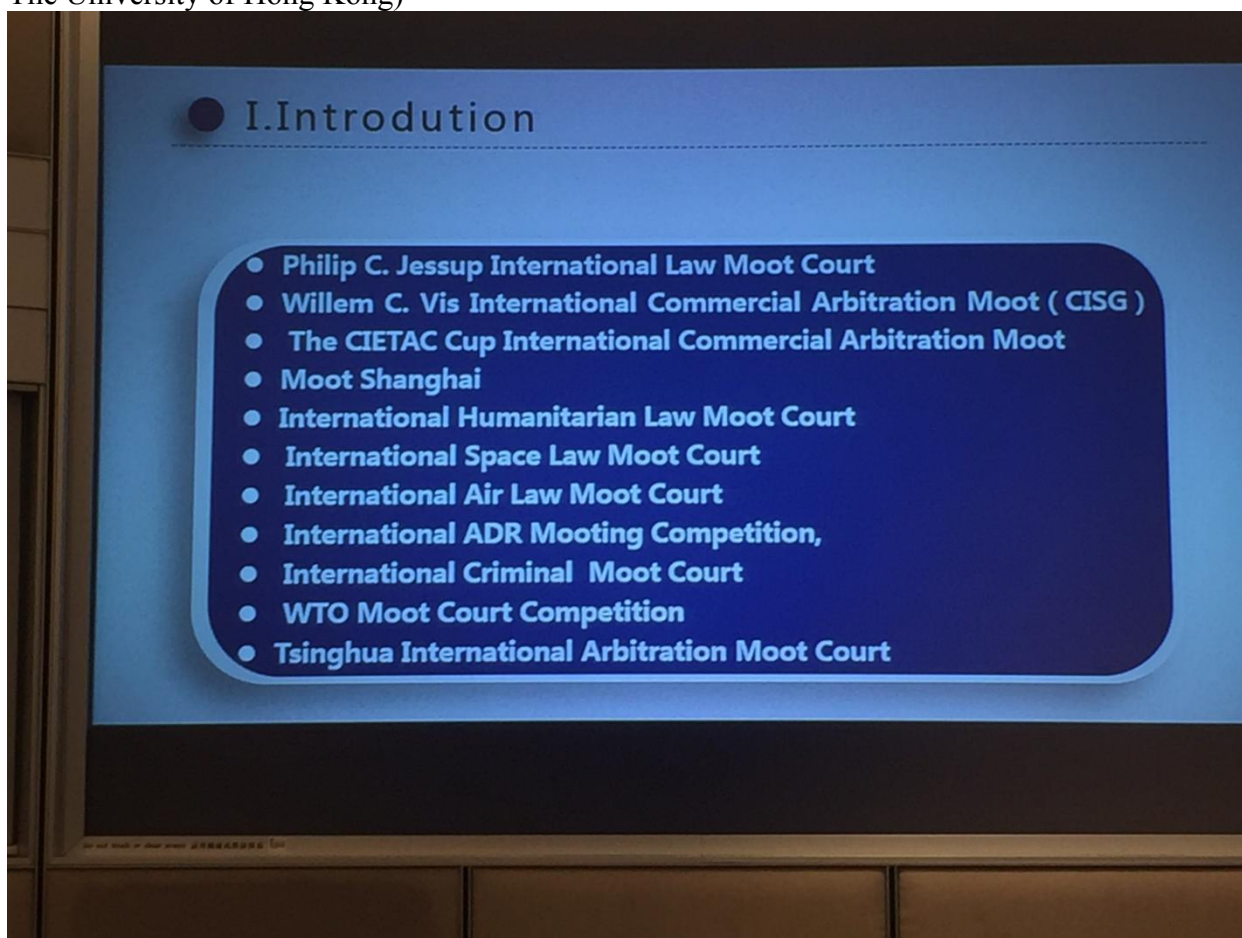 The University of Hong Kong)
I.Introdution
● Philip C. Jessup International Law Moot Court
● Willem C. Vis International Commercial Arbitration Moot ( CISG )
● The CIETAC Cup International Commercial Arbitration Moot
● Moot Shanghai
● International Humanitarian Law Moot Court
● International Space Law Moot Court
● International Air Law Moot Court
● International ADR Mooting Competition,
● International Criminal Moot Court
● WTO Moot Court Competition
● Tsinghua International Arbitration Moot Court